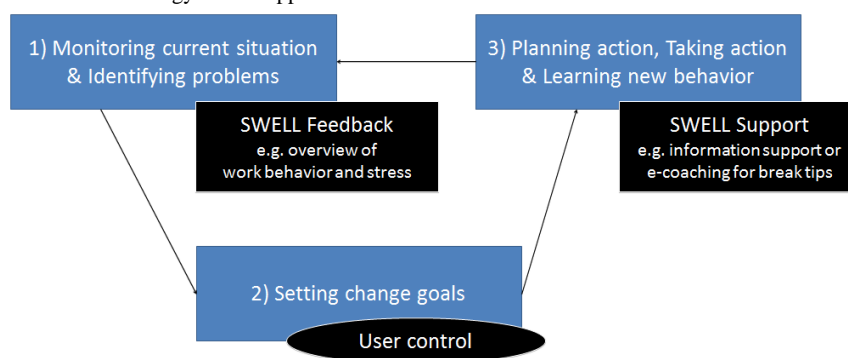 1) Monitoring current situation
& Identifying problems
3) Planning action, Taking action
& Learning new behavior
SWELL Feedback
e.g. overview of
work behavior and stress
SWELL Support
e.g. information support or
e-coaching for break tips
2) Setting change goals
User control